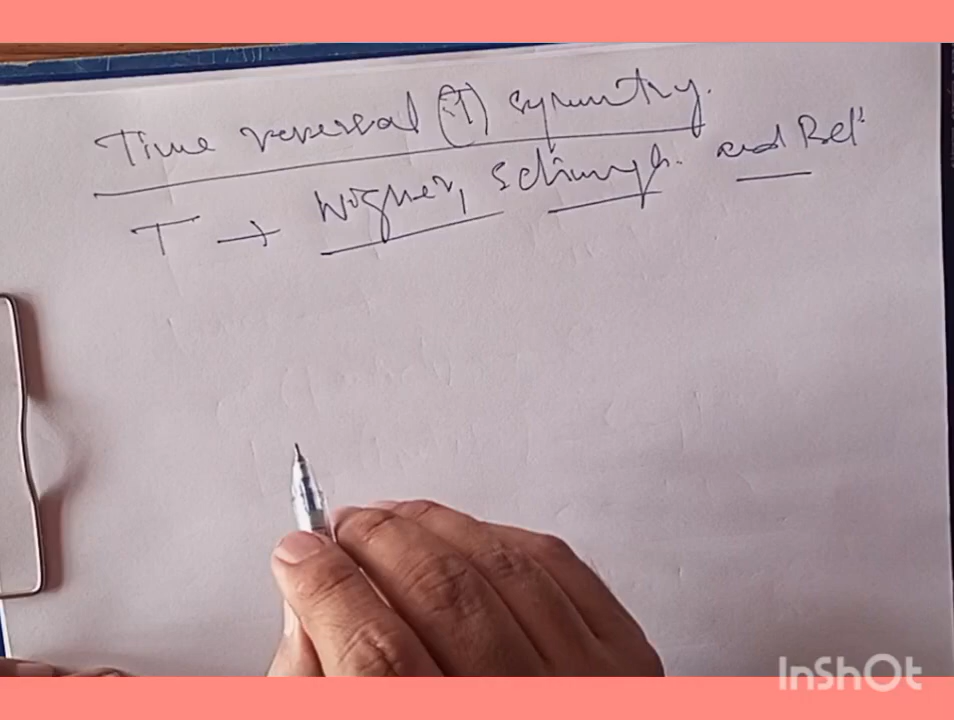 Time reversal (T) symmetry.
T → Wigner, Schwinger. and Bell
InShOt